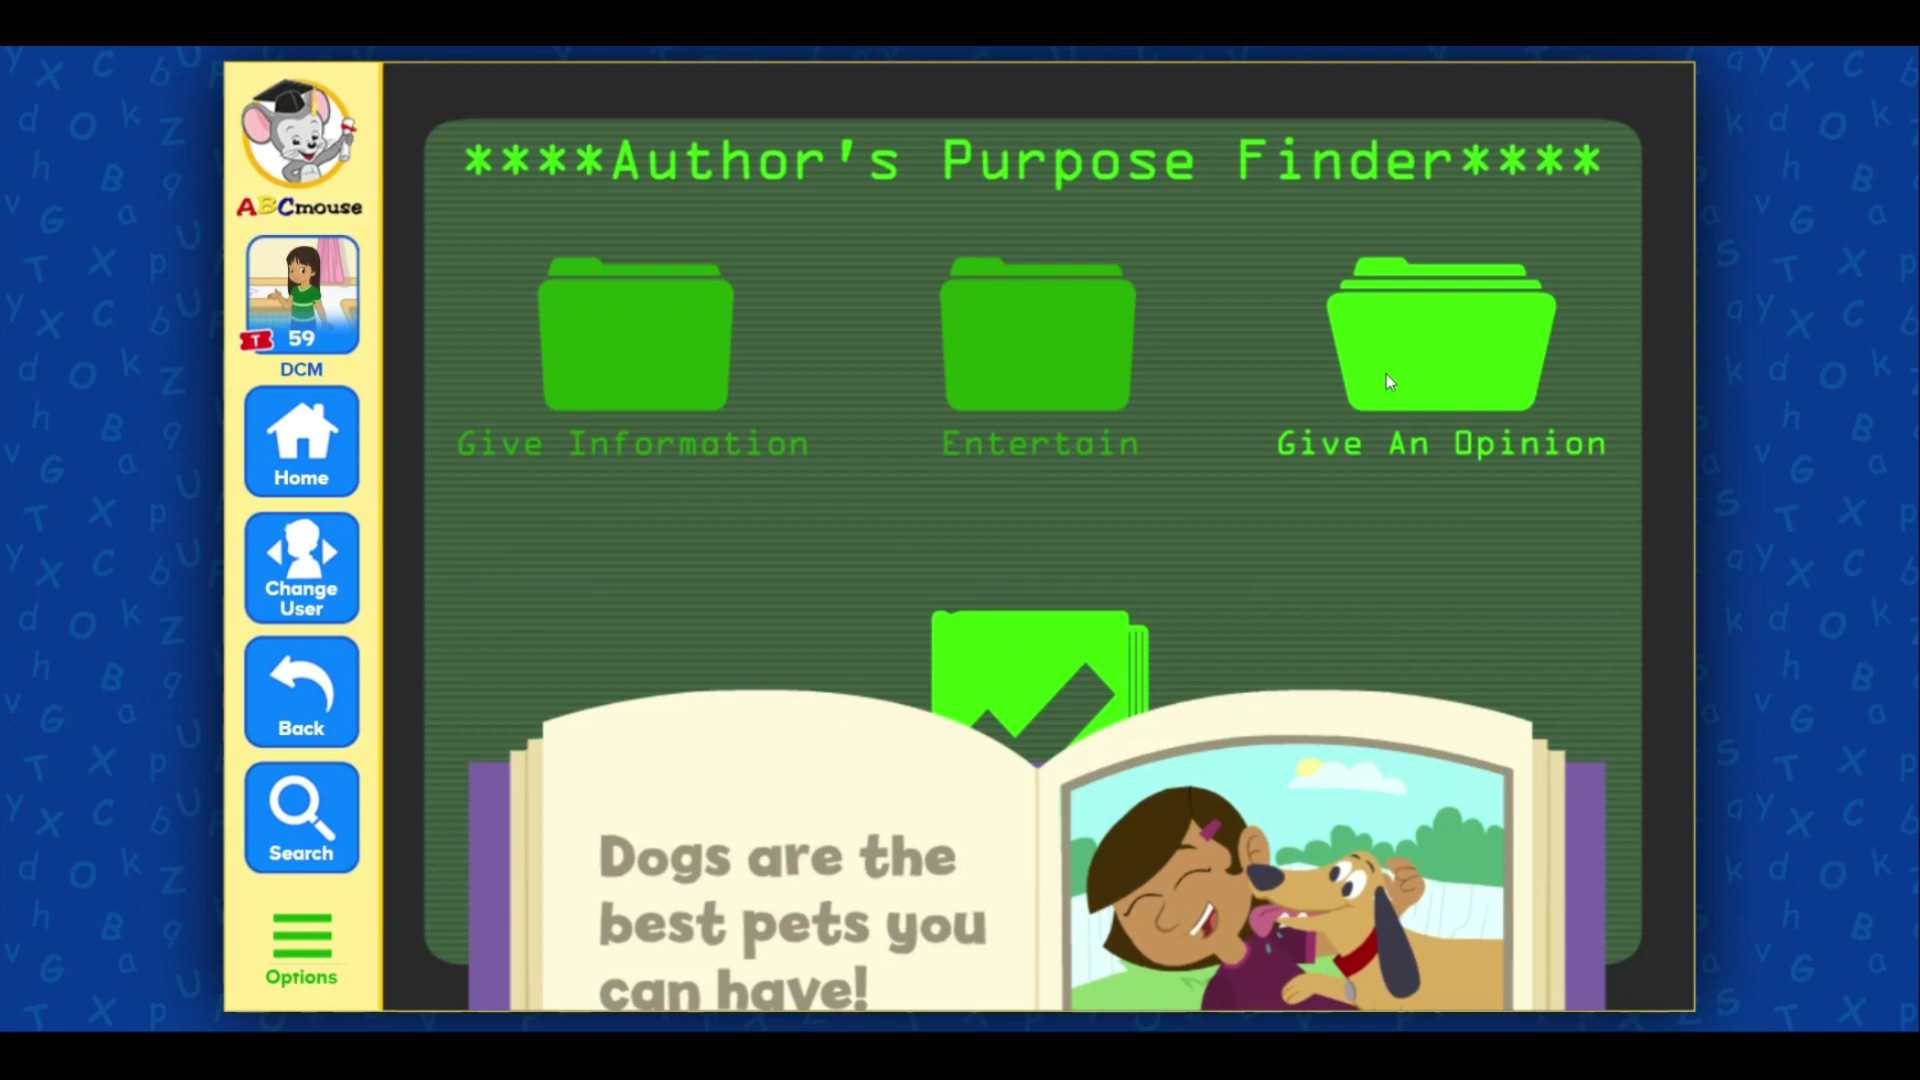 ****Author's Purpose Finder****
ABCmouse
T 59
DCM
Home
Change
User
Back
Search
Options
Give Information
Entertain
Give An Opinion
Dogs are the
best pets you
can have!